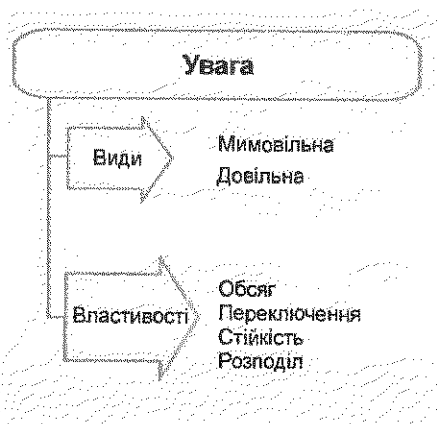 Увага
Види
Мимовільна
Довільна
Властивості
Обсяг
Переключення
Стійкість
Розподіл